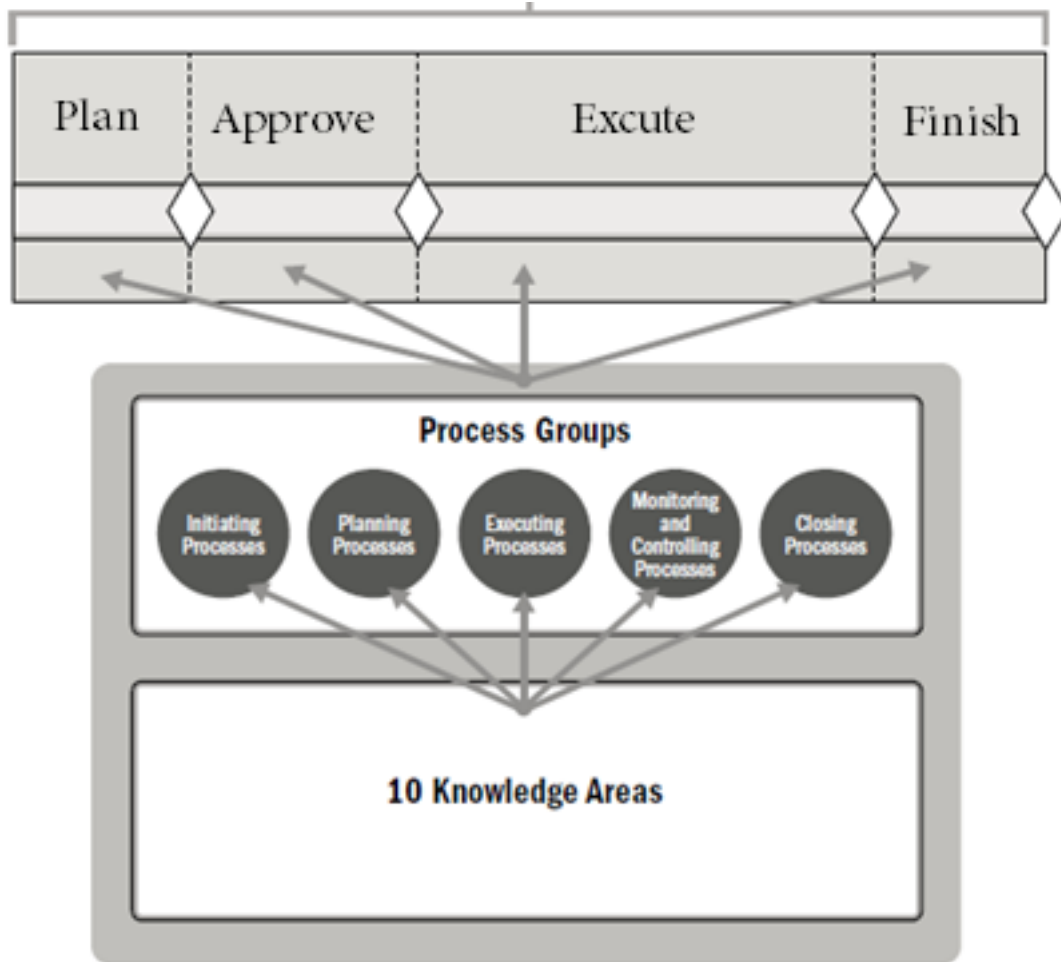 Plan
Approve
Excute
Finish
Process Groups
Initiating
Processes
Planning
Processes
Executing
Processes
Monitoring
and
Controlling
Processes
Closing
Processes
10 Knowledge Areas